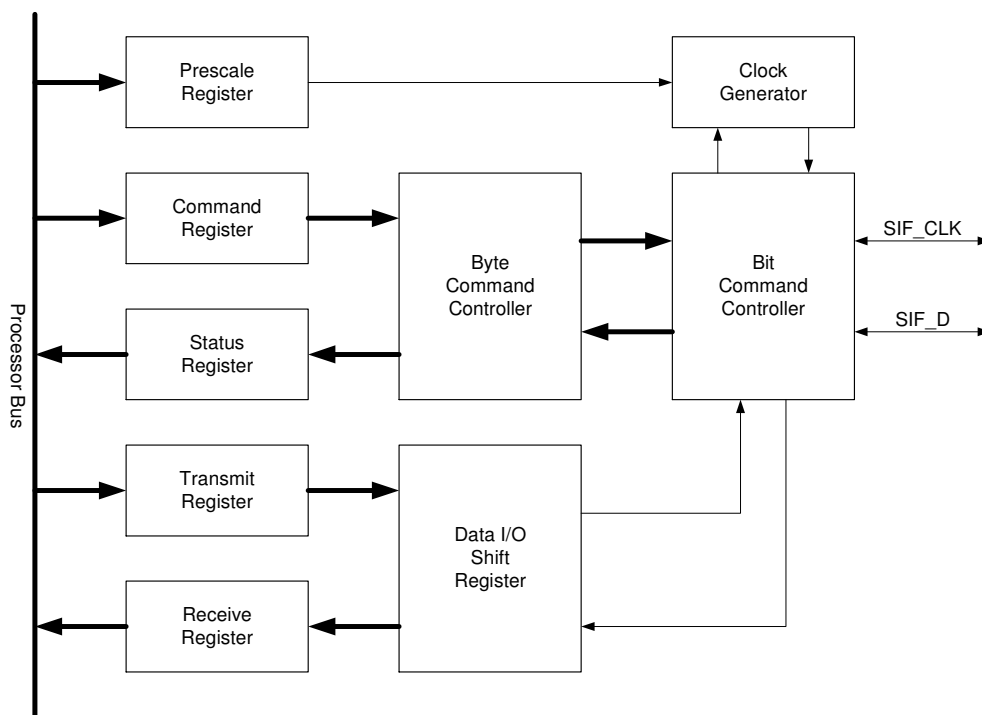 Prescale
Register
Clock
Generator
Command
Register
Byte
Command
Controller
Bit
Command
Controller
SIF_CLK
SIF_D
Processor Bus
Status
Register
Transmit
Register
Data I/O
Shift
Register
Receive
Register